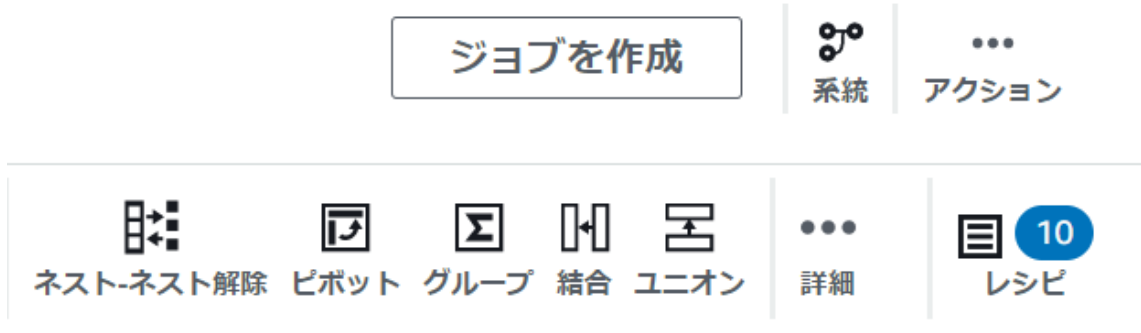 ジョブを作成
系統
アクション
10
ネスト-ネスト解除 ピボット グループ 結合 ユニオン 詳細 レシピ